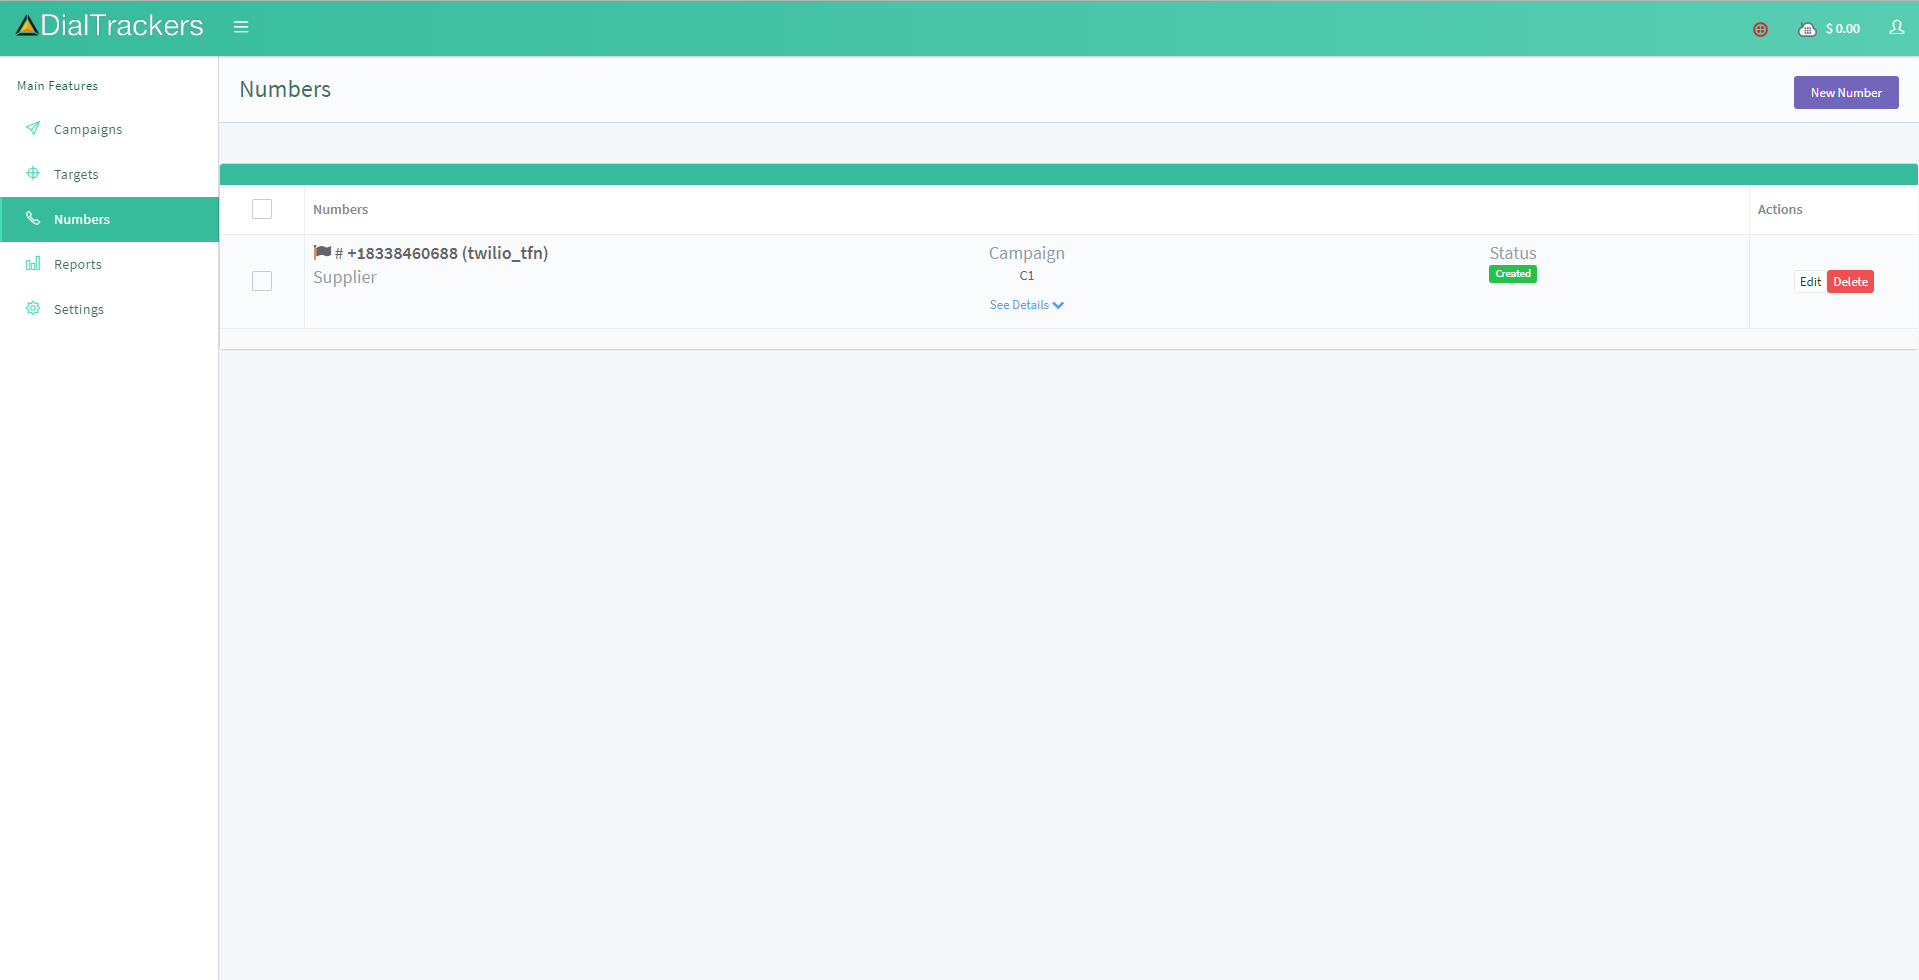 DialTrackers
$ 0.00
Main Features
Campaigns
Targets
Numbers
Reports
Settings
Numbers
New Number
Numbers
Actions
# +18338460688 (twilio_tfn)
Supplier
Campaign
C1
See Details
Status
Created
Edit
Delete